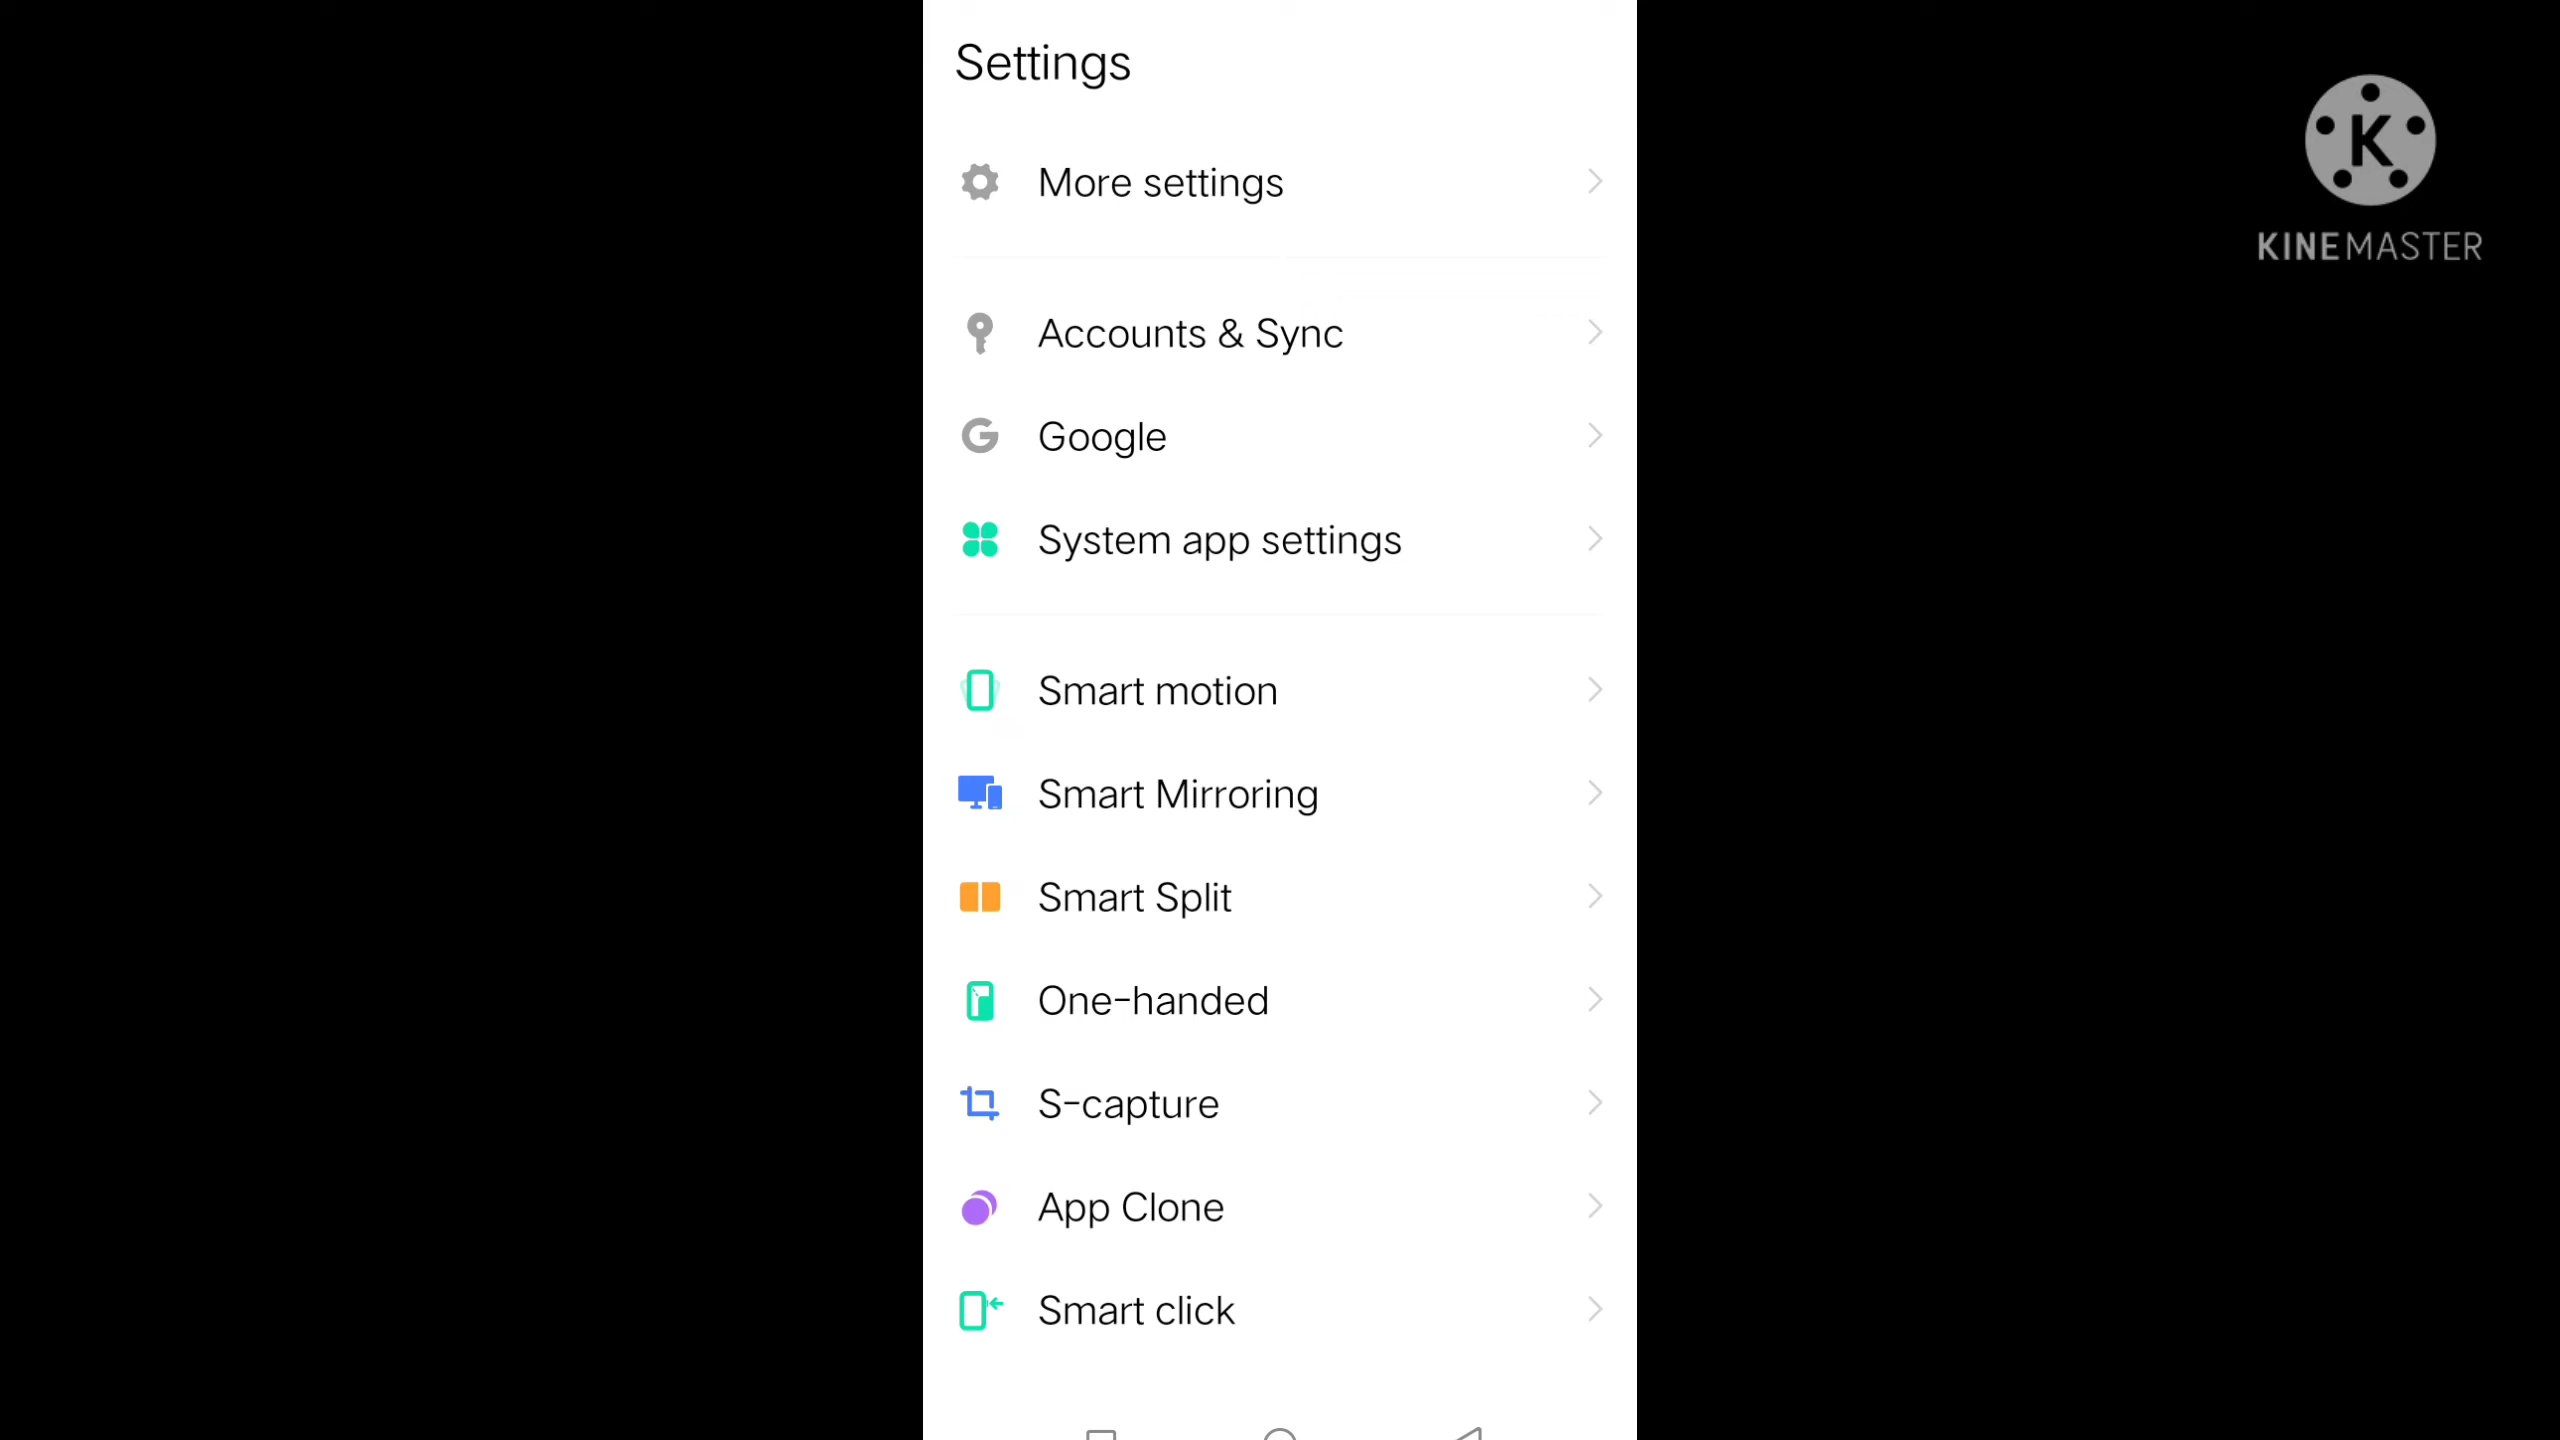 Settings
More settings
Accounts & Sync
Google
System app settings
Smart motion
Smart Mirroring
Smart Split
One-handed
S-capture
App Clone
Smart click
K
KINEMASTER